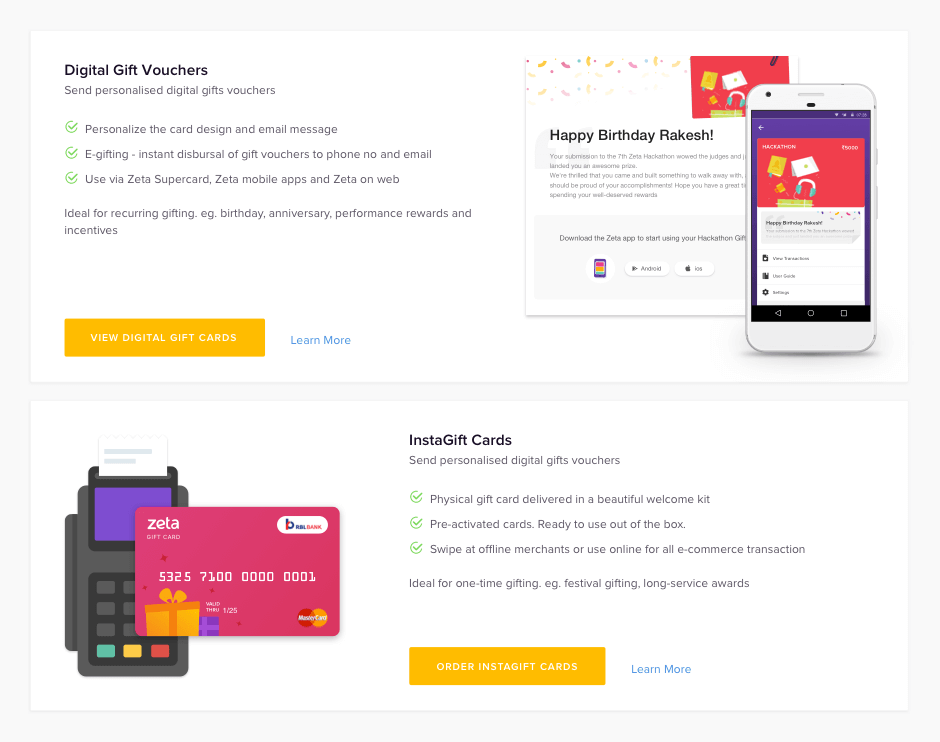 Digital Gift Vouchers
Send personalised digital gifts vouchers
Personalize the card design and email message
E-gifting - instant disbursal of gift vouchers to phone no and email
Use via Zeta Supercard, Zeta mobile apps and Zeta on web
Ideal for recurring gifting. eg. birthday, anniversary, performance rewards and
incentives
VIEW DIGITAL GIFT CARDS
Learn More
Happy Birthday Rakesh!
Your submission to the 7th Zeta Hackathon wowed the judges and
landed you an awesome prize.
We're thrilled that you came and built something to walk away with,
should be proud of your accomplishments! Hope you have a great
spending your well-deserved rewards
Download the Zeta app to start using your Hackathon Gift
Android
ios
HACKATHON
₹5000
Happy Birthday Rakesh!
Your submission to the 7th Zeta Hackathon wowed
View Transactions
User Guide
Settings
InstaGift Cards
Send personalised digital gifts vouchers
Physical gift card delivered in a beautiful welcome kit
Pre-activated cards. Ready to use out of the box.
Swipe at offline merchants or use online for all e-commerce transaction
Ideal for one-time gifting. eg. festival gifting, long-service awards
ORDER INSTAGIFT CARDS
Learn More
zeta
GIFT CARD
RBLBANK
5325 7100 0000 0001
VALID
THRU 1/25
MasterCard